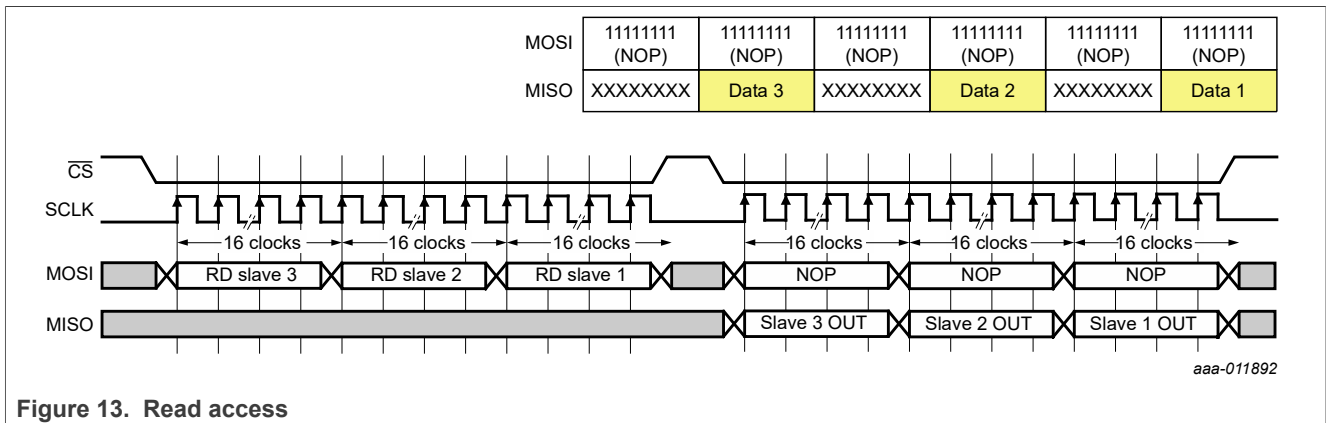 MOSI 11111111 (NOP) 11111111 (NOP) 11111111 (NOP) 11111111 (NOP) 11111111 (NOP) 11111111 (NOP)
MISO XXXXXXXX Data 3 XXXXXXXX Data 2 XXXXXXXX Data 1
CS
SCLK
16 clocks 16 clocks 16 clocks 16 clocks 16 clocks 16 clocks
MOSI RD slave 3 RD slave 2 RD slave 1 NOP NOP NOP
MISO Slave 3 OUT Slave 2 OUT Slave 1 OUT
aaa-011892
Figure 13. Read access